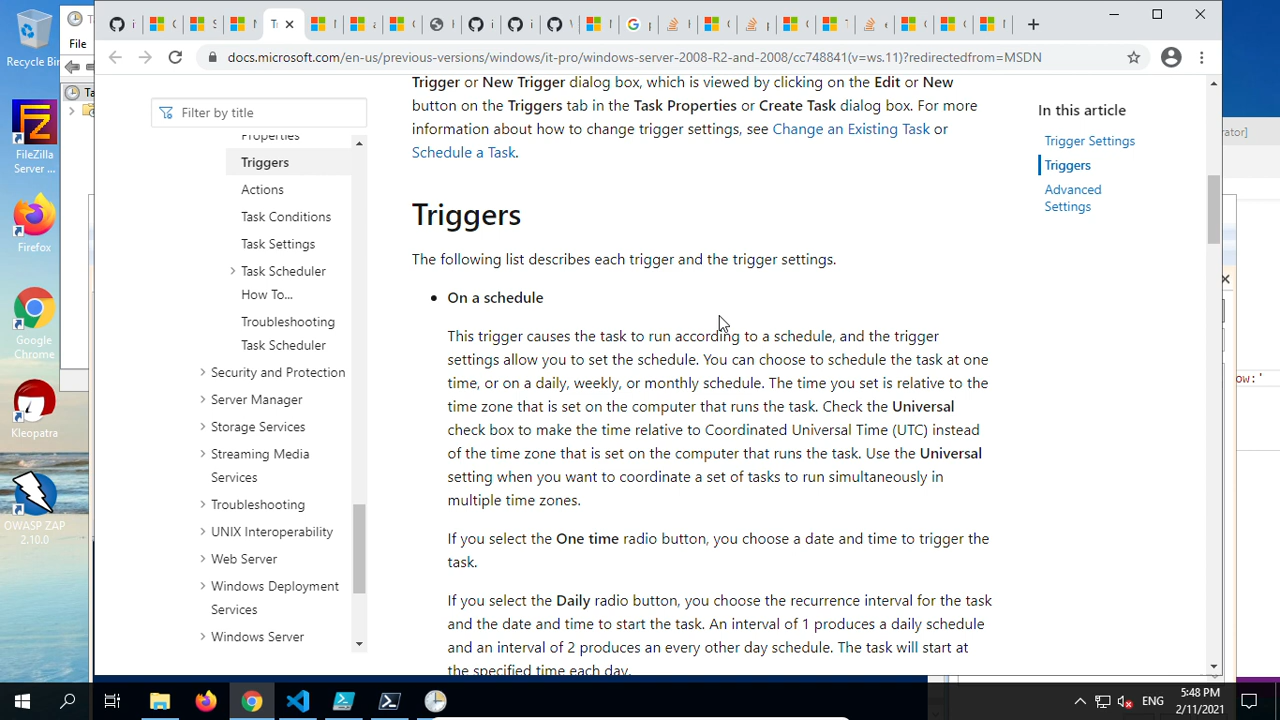 Recycle Bin
File
docs.microsoft.com/en-us/previous-versions/windows/it-pro/windows-server-2008-R2-and-2008/cc748841(v=ws.11)?redirectedfrom=MSDN
Trigger or New Trigger dialog box, which is viewed by clicking on the Edit or New
button on the Triggers tab in the Task Properties or Create Task dialog box. For more
information about how to change trigger settings, see Change an Existing Task or
Schedule a Task.
Triggers
The following list describes each trigger and the trigger settings.
On a schedule
This trigger causes the task to run according to a schedule, and the trigger
settings allow you to set the schedule. You can choose to schedule the task at one
time, or on a daily, weekly, or monthly schedule. The time you set is relative to the
time zone that is set on the computer that runs the task. Check the Universal
check box to make the time relative to Coordinated Universal Time (UTC) instead
of the time zone that is set on the computer that runs the task. Use the Universal
setting when you want to coordinate a set of tasks to run simultaneously in
multiple time zones.
If you select the One time radio button, you choose a date and time to trigger the
task.
If you select the Daily radio button, you choose the recurrence interval for the task
and the date and time to start the task. An interval of 1 produces a daily schedule
and an interval of 2 produces an every other day schedule. The task will start at
the specified time each day.
Filter by title
Properties
Triggers
Actions
Task Conditions
Task Settings
Task Scheduler
How To...
Troubleshooting
Task Scheduler
Security and Protection
Server Manager
Storage Services
Streaming Media
Services
Troubleshooting
UNIX Interoperability
Web Server
Windows Deployment
Services
Windows Server
In this article
Trigger Settings
Triggers
Advanced
Settings
FileZilla
Server ...
Firefox
Google
Chrome
Kleopatra
OWASP ZAP
2.10.0
rator]
ow:'
ENG
5:48 PM
2/11/2021